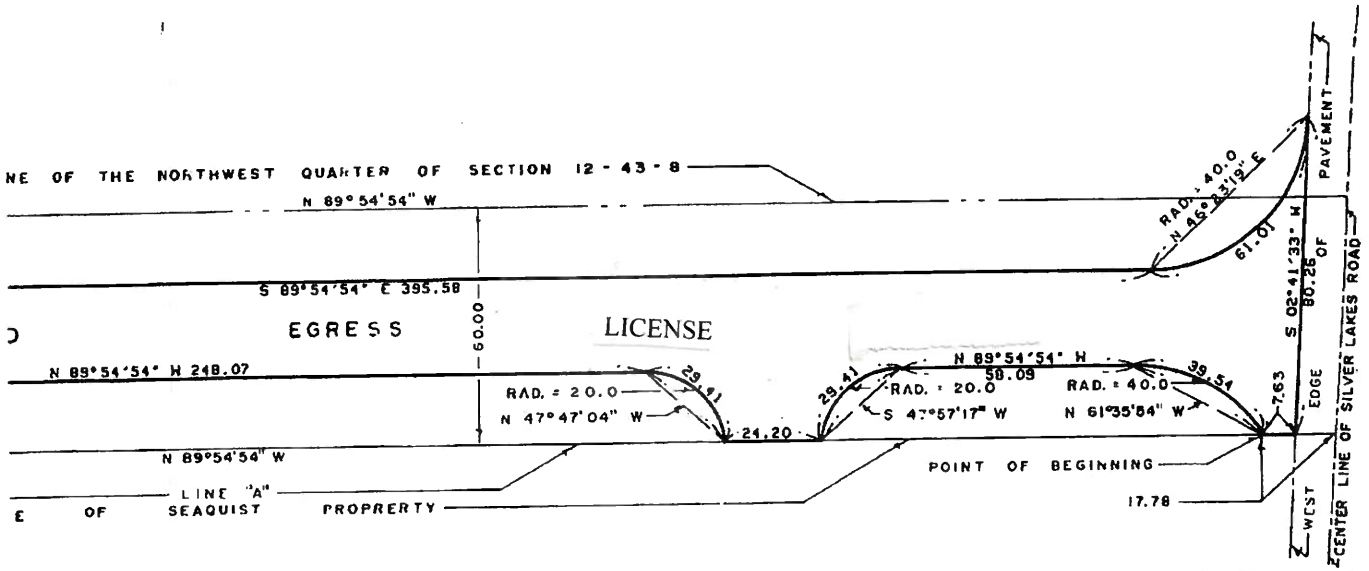 PAVEMENT
RAD. = 40.0
N 46°23'19" E
NE OF THE NORTHWEST QUARTER OF SECTION 12 - 43 - 8
N 89°54'54" W
61.01
S 02°41'33" W
80.26
OF
S 89°54'54" E 395.58
60.00
EGRESS
LICENSE
N 89°54'54" W 248.07
29.41
RAD. = 20.0
N 47°47'04" W
24.20
29.41
RAD. = 20.0
S 47°57'17" W
N 89°54'54" W
58.09
39.54
RAD. = 40.0
N 61°35'54" W
7.63
EDGE
N 89°54'54" W
LINE "A"
E OF SEAQUIST PROPRERTY
POINT OF BEGINNING
17.78
WEST
CENTER LINE OF SILVER LAKES ROAD